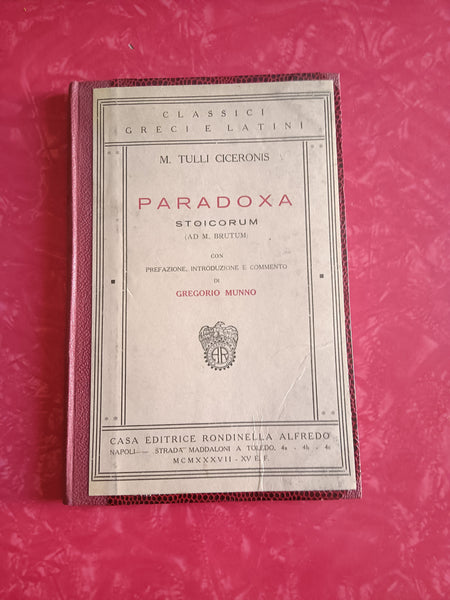 CLASSICI
GRECI E LATINI
M. TULLI CICERONIS
PARADOXA
STOICORUM
(AD M. BRUTUM)
CON
PREFAZIONE, INTRODUZIONE E COMMENTO
DI
GREGORIO MUNNO
AR
CASA EDITRICE RONDINELLA ALFREDO
NAPOLI — STRADA MADDALONI A TOLEDO, 4a - 4b - 4c
MCMXXXVII - XV E. F.